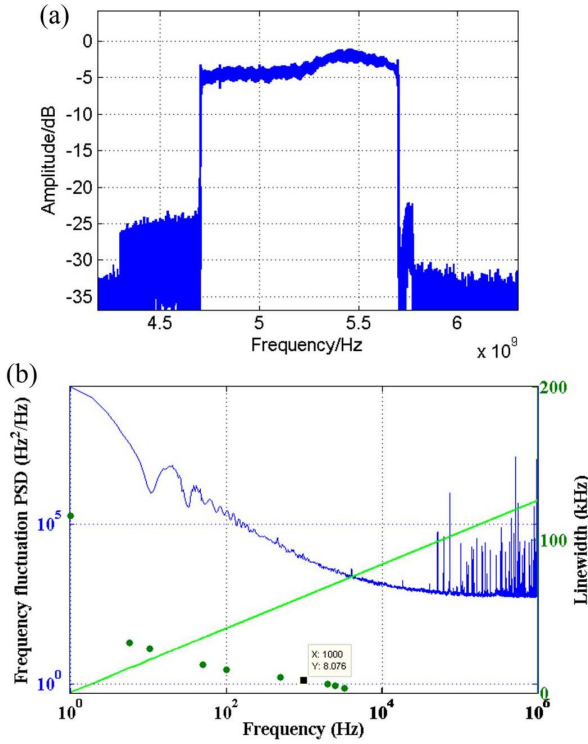 (a)
0
-5
-10
-15
-20
-25
-30
-35
Amplitude/dB
4.5
5
5.5
6
Frequency/Hz
x 10^9
(b)
Frequency fluctuation PSD (Hz^2/Hz)
10^5
10^0
200
100
0
Linewidth (kHz)
X: 1000
Y: 8.076
10^0
10^2
10^4
10^6
Frequency (Hz)